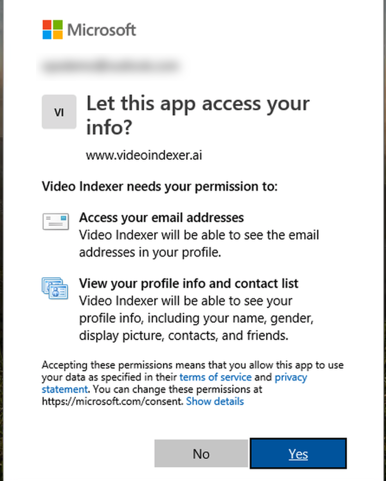 Microsoft
VI
Let this app access your
info?
www.videoindexer.ai
Video Indexer needs your permission to:
Access your email addresses
Video Indexer will be able to see the email
addresses in your profile.
View your profile info and contact list
Video Indexer will be able to see your
profile info, including your name, gender,
display picture, contacts, and friends.
Accepting these permissions means that you allow this app to use
your data as specified in their terms of service and privacy
statement. You can change these permissions at
https://microsoft.com/consent. Show details
No
Yes